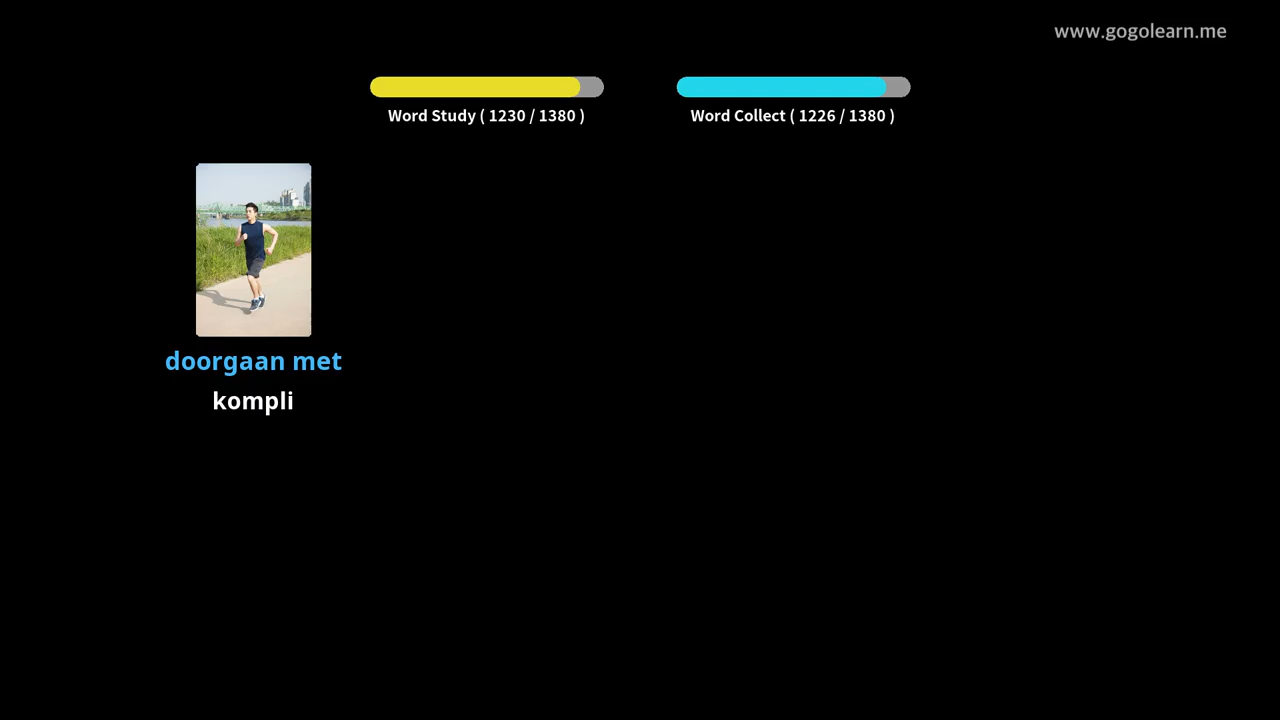 www.gogolearn.me
Word Study ( 1230 / 1380 )
Word Collect ( 1226 / 1380 )
doorgaan met
kompli